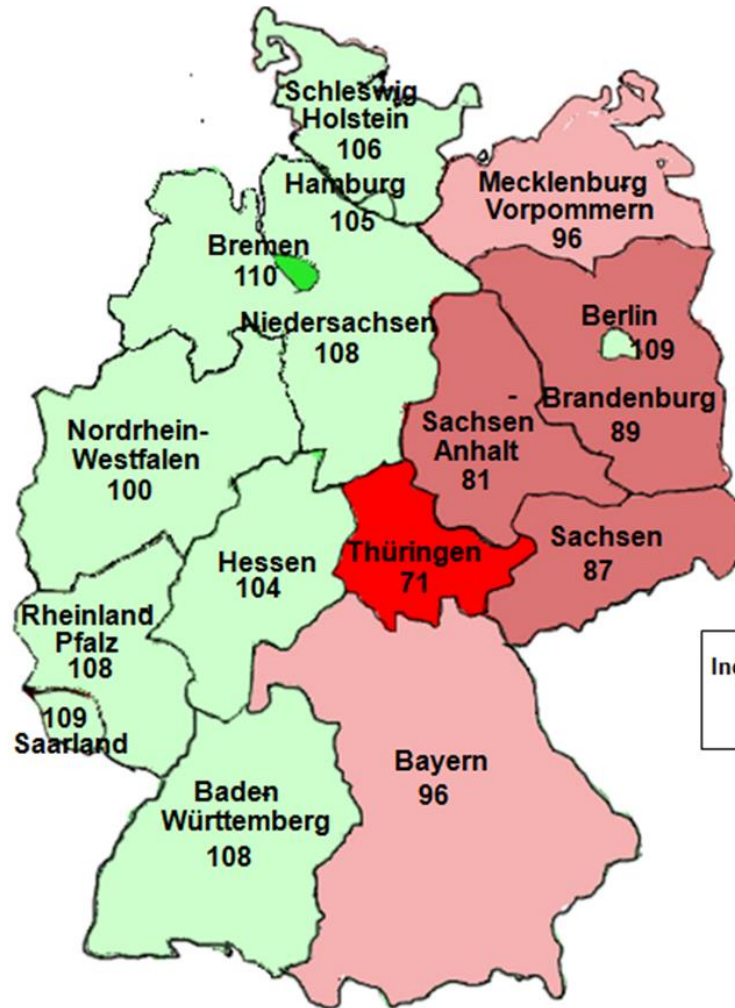 Schleswig
Holstein
106
Hamburg
105
Mecklenburg
Vorpommern
96
Bremen
110
Niedersachsen
108
Berlin
109
Brandenburg
89
Sachsen
Anhalt
81
Nordrhein-
Westfalen
100
Hessen
104
Thüringen
71
Sachsen
87
Rheinland
Pfalz
108
109
Saarland
Bayern
96
Baden
Württemberg
108